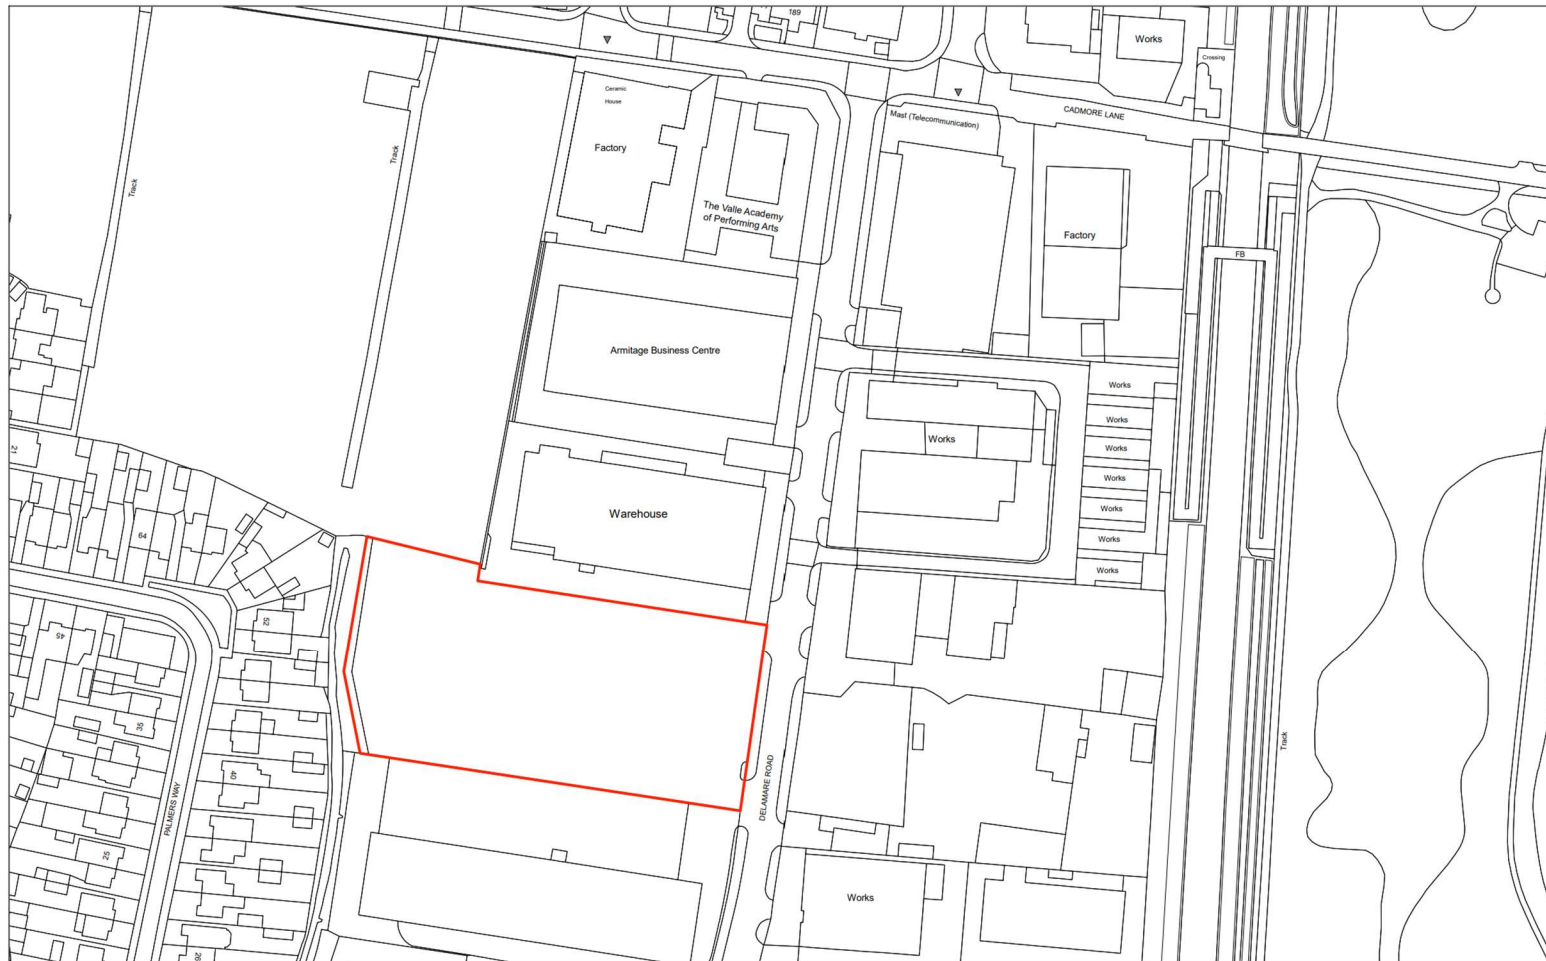 189
Works
Crossing
Ceramic
House
CADMORE LANE
Mast (Telecommunication)
Factory
Track
Track
The Valle Academy
of Performing Arts
Factory
FB
Armitage Business Centre
Works
Works
Works
Works
Works
Works
Works
Works
21
Warehouse
64
52
45
35
Track
40
PALMERS WAY
DELAMARE ROAD
25
Works
26